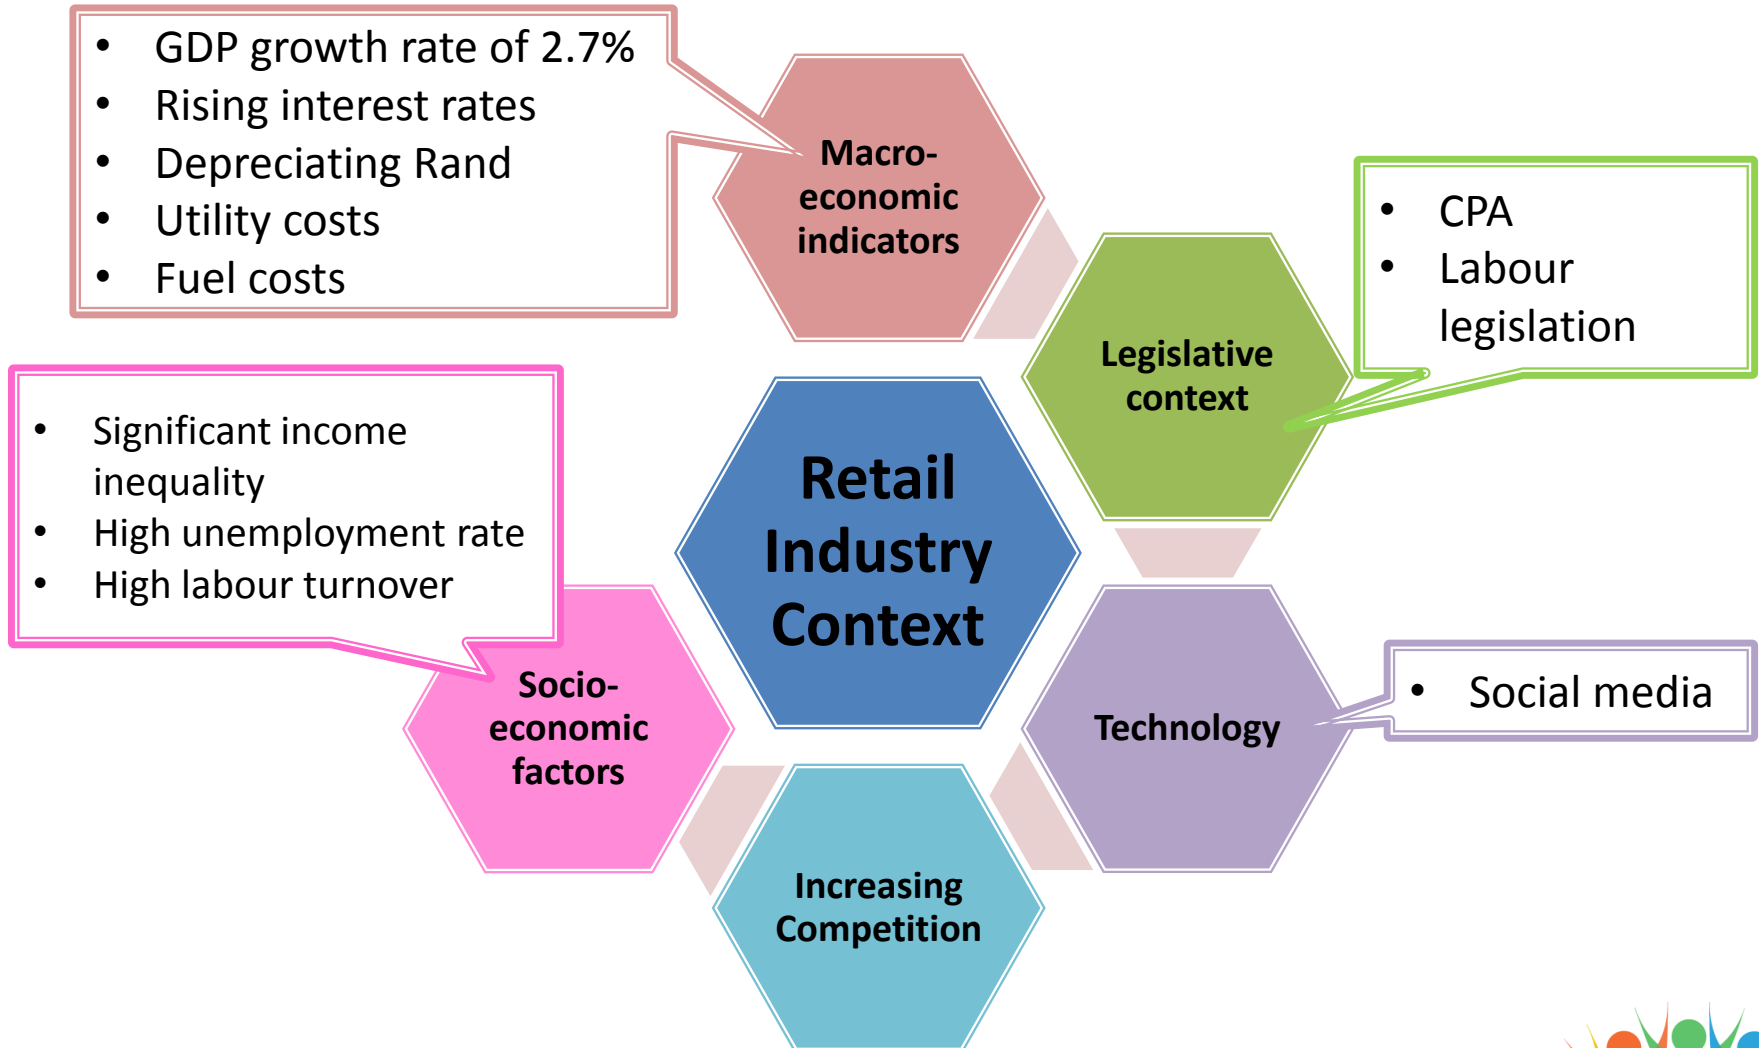 • GDP growth rate of 2.7%
• Rising interest rates
• Depreciating Rand
• Utility costs
• Fuel costs
Macro-
economic
indicators
• CPA
• Labour
legislation
Legislative
context
• Significant income
inequality
• High unemployment rate
• High labour turnover
Retail
Industry
Context
Socio-
economic
factors
Technology
• Social media
Increasing
Competition